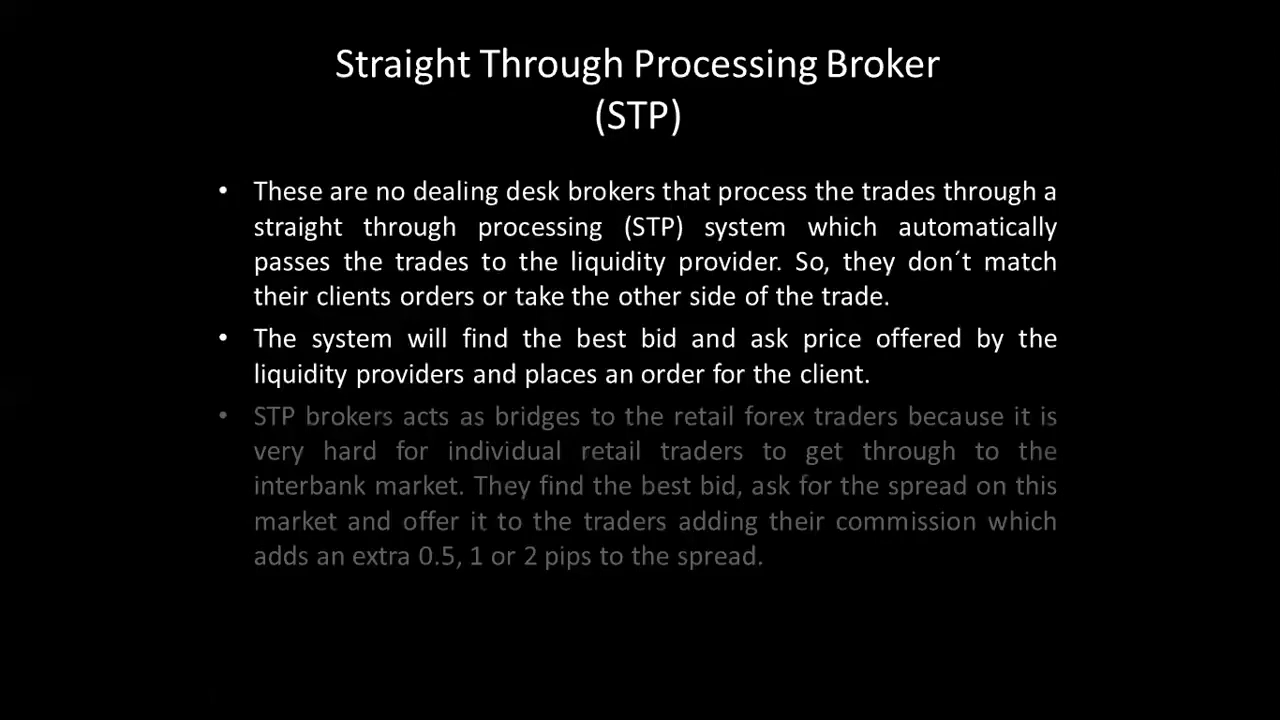 Straight Through Processing Broker
(STP)
• These are no dealing desk brokers that process the trades through a
straight through processing (STP) system which automatically
passes the trades to the liquidity provider. So, they don´t match
their clients orders or take the other side of the trade.
• The system will find the best bid and ask price offered by the
liquidity providers and places an order for the client.
• STP brokers acts as bridges to the retail forex traders because it is
very hard for individual retail traders to get through to the
interbank market. They find the best bid, ask for the spread on this
market and offer it to the traders adding their commission which
adds an extra 0.5, 1 or 2 pips to the spread.